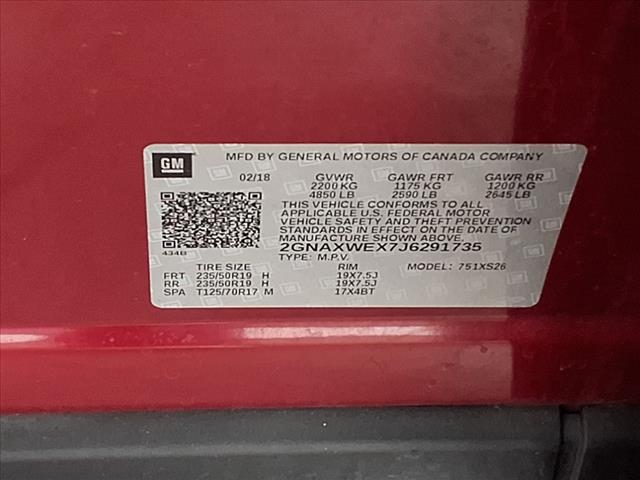 GM
MFD BY GENERAL MOTORS OF CANADA COMPANY
02/18 GVWR GAWR FRT GAWR RR
2200 KG 1175 KG 1200 KG
4850 LB 2590 LB 2645 LB
THIS VEHICLE CONFORMS TO ALL
APPLICABLE U.S. FEDERAL MOTOR
VEHICLE SAFETY AND THEFT PREVENTION
STANDARDS IN EFFECT ON THE DATE OF
MANUFACTURE SHOWN ABOVE.
434B
2GNAXWEX7J6291735
TYPE: M.P.V.
TIRE SIZE RIM MODEL: 751XS26
FRT 235/50R19 H 19X7.5J
RR 235/50R19 H 19X7.5J
SPA T125/70R17 M 17X4BT